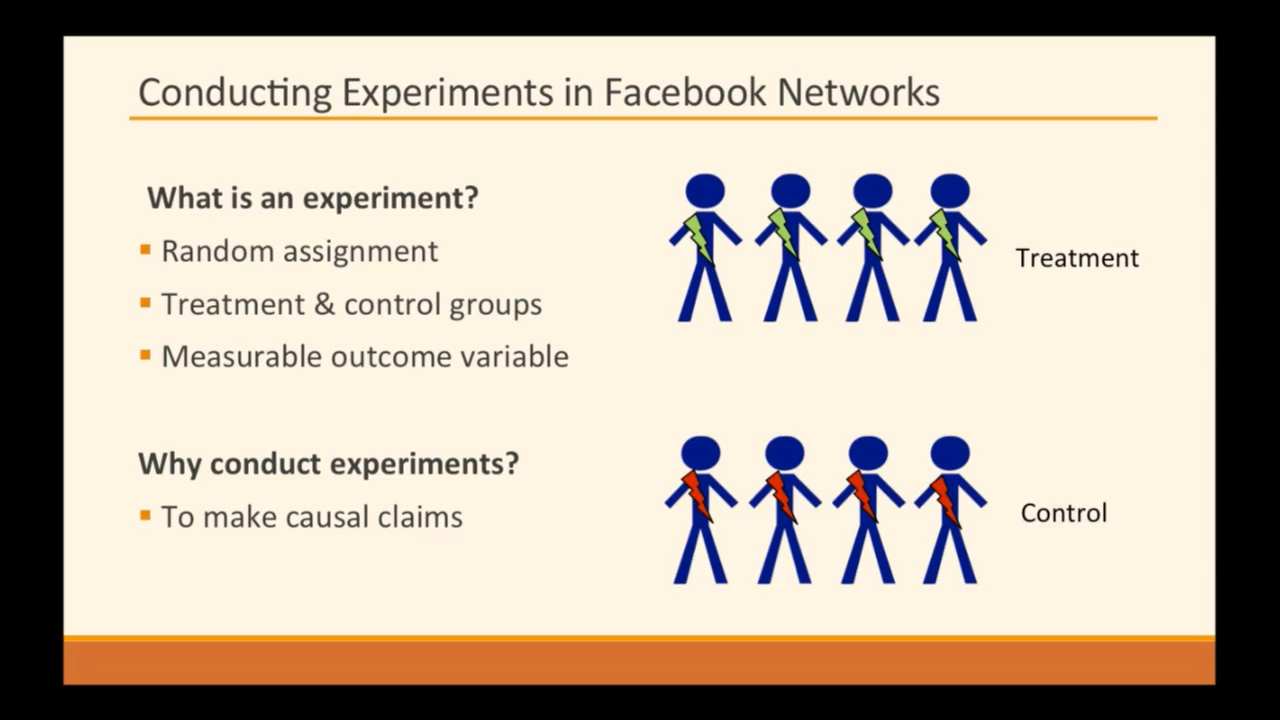 Conducting Experiments in Facebook Networks
What is an experiment?
Random assignment
Treatment & control groups
Measurable outcome variable
Why conduct experiments?
To make causal claims
Treatment
Control